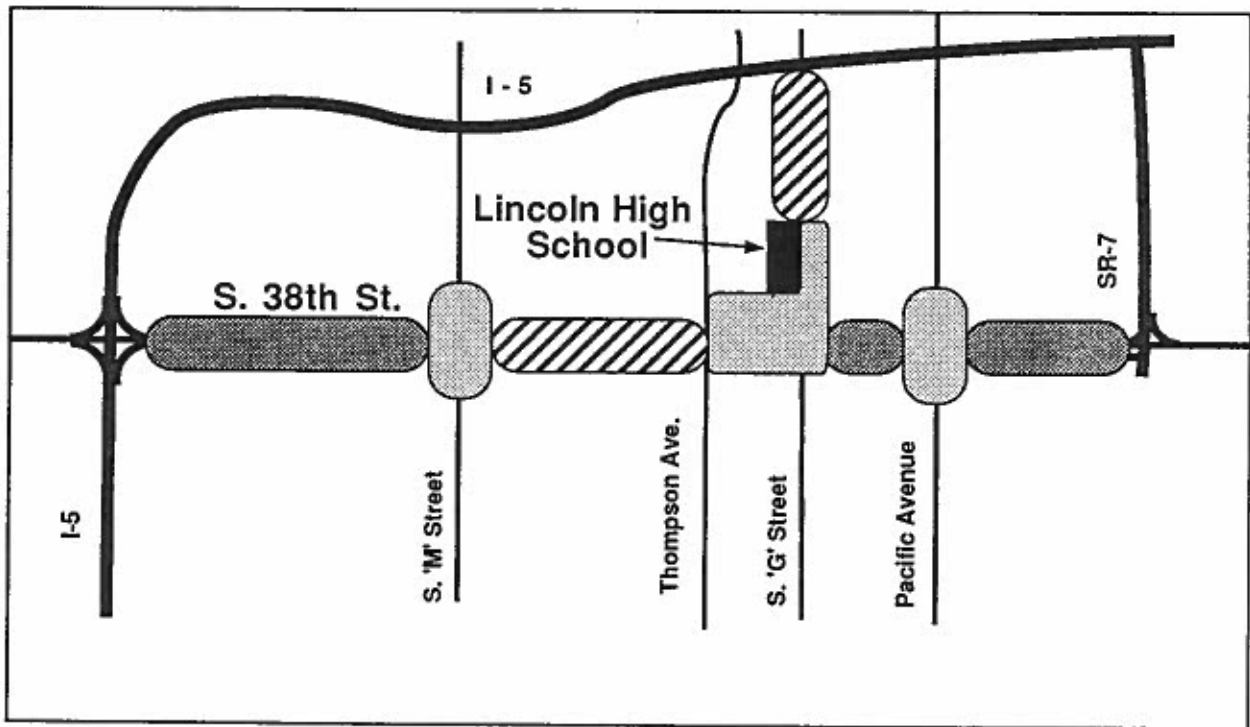 I - 5
Lincoln High
School
SR-7
S. 38th St.
I-5
S. 'M' Street
Thompson Ave.
S. 'G' Street
Pacific Avenue